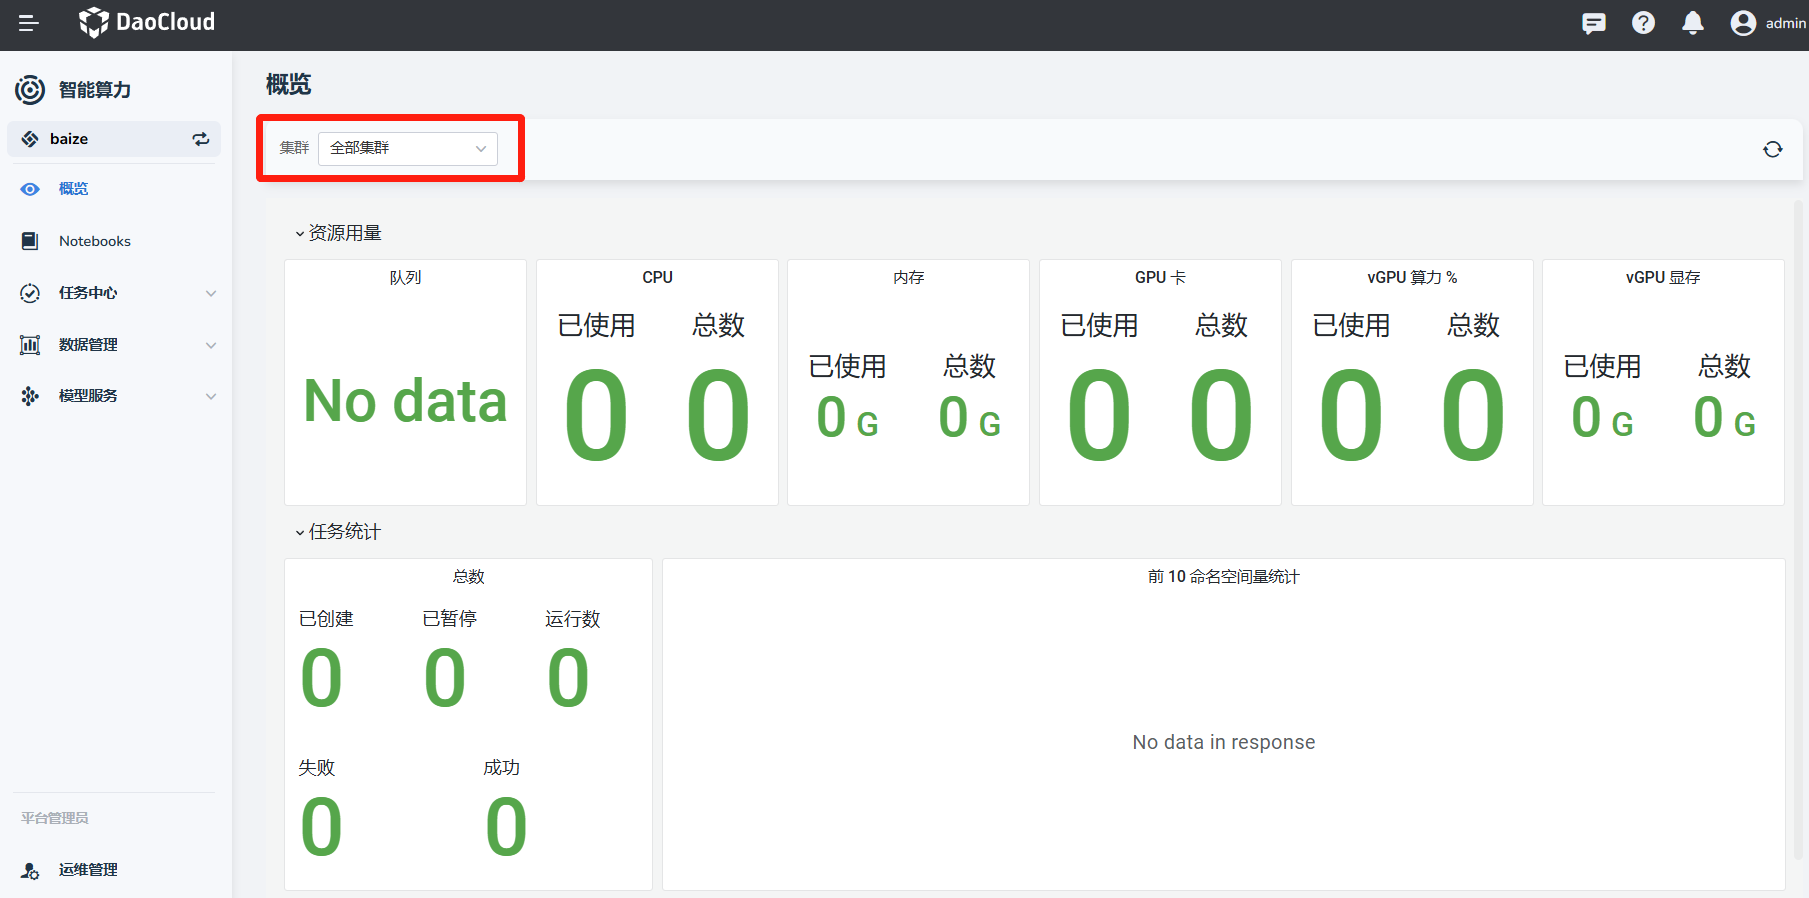 DaoCloud
admin
智能算力
baize
概览
Notebooks
任务中心
数据管理
模型服务
平台管理员
运维管理
概览
集群 全部集群
资源用量
队列
No data
CPU
已使用 总数
0 0
内存
已使用 总数
0 G 0 G
GPU 卡
已使用 总数
0 0
vGPU 算力 %
已使用 总数
0 0
vGPU 显存
已使用 总数
0 G 0 G
任务统计
总数
已创建 已暂停 运行数
0 0 0
失败 成功
0 0
前 10 命名空间量统计
No data in response